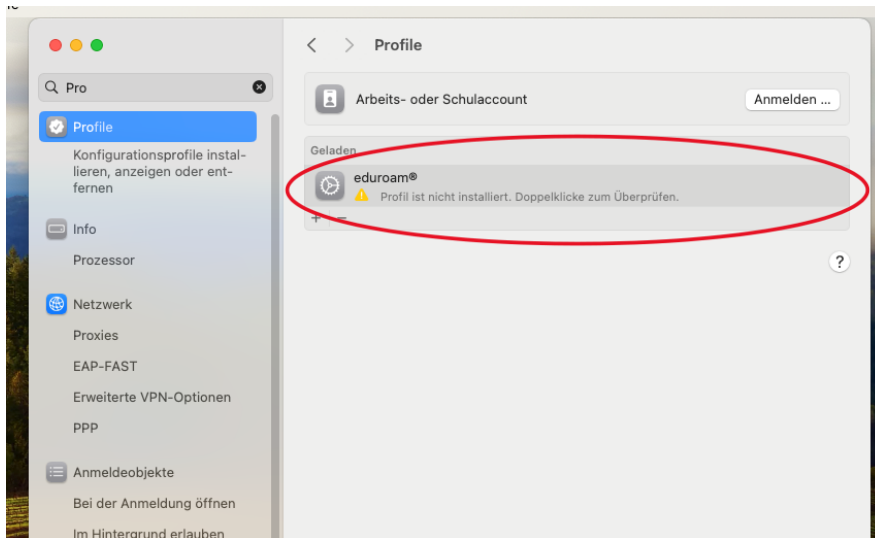 Pro
Profile
Konfigurationsprofile instal-
lieren, anzeigen oder ent-
fernen
Info
Prozessor
Netzwerk
Proxies
EAP-FAST
Erweiterte VPN-Optionen
PPP
Anmeldeobjekte
Bei der Anmeldung öffnen
Im Hintergrund erlauben
< > Profile
Arbeits- oder Schulaccount Anmelden ...
Geladen
eduroam®
Profil ist nicht installiert. Doppelklicke zum Überprüfen.
+ −
?